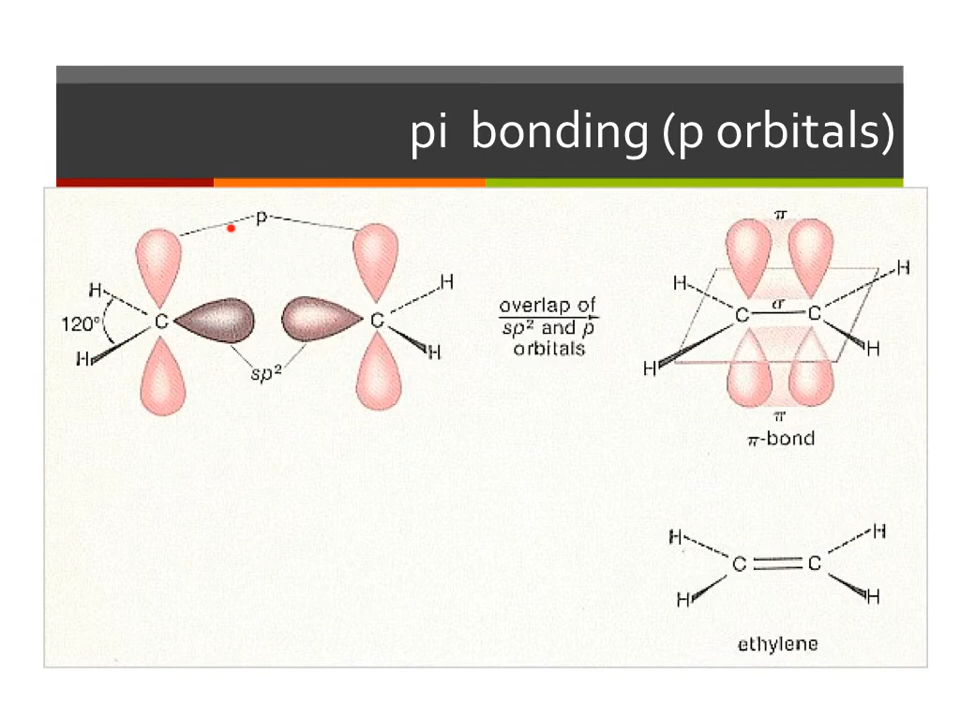 pi bonding (p orbitals)
p
H
H
120°
C
C
H
H
sp²
overlap of
sp² and p
orbitals
π
H
H
σ
C
C
H
H
π
π-bond
H
H
C
C
H
H
ethylene